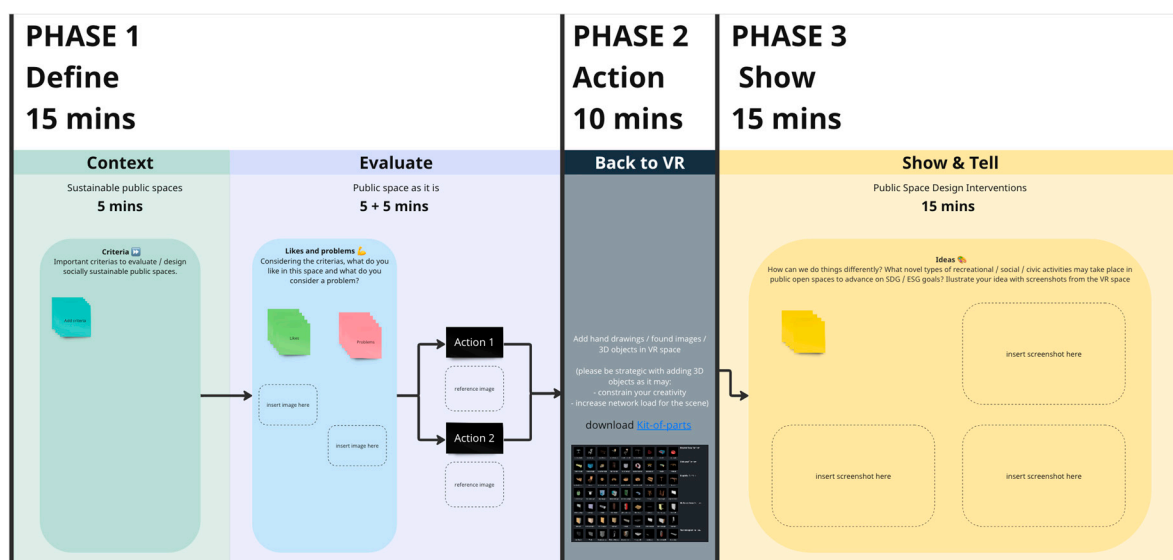 PHASE 1
Define
15 mins
PHASE 2
Action
10 mins
PHASE 3
Show
15 mins
Context
Sustainable public spaces
5 mins
Criteria
Important criterias to evaluate / design
socially sustainable public spaces.
Add criteria
Evaluate
Public space as it is
5 + 5 mins
Likes and problems
Considering the criterias, what do you
like in this space and what do you
consider a problem?
Likes
Problems
insert image here
insert image here
Action 1
reference image
Action 2
reference image
Back to VR
Add hand drawings / found images /
3D objects in VR space
(please be strategic with adding 3D
objects as it may:
- constrain your creativity
- increase network load for the scene)
download Kit-of-parts
Show & Tell
Public Space Design Interventions
15 mins
Ideas
How can we do things differently? What novel types of recreational / social / civic activities may take place in
public open spaces to advance on SDG / ESG goals? Ilustrate your idea with screenshots from the VR space
insert screenshot here
insert screenshot here
insert screenshot here